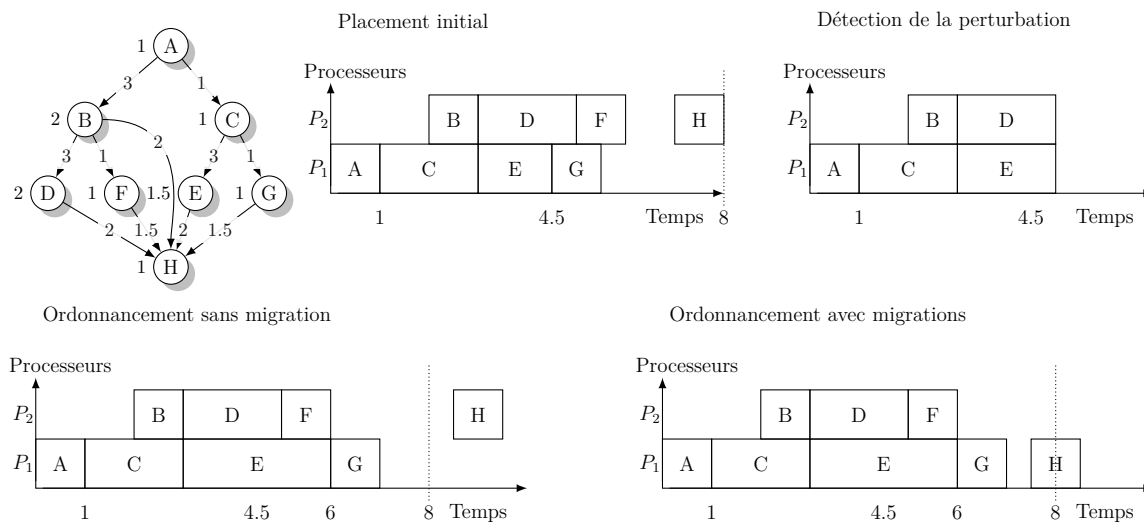 Placement initial
Détection de la perturbation
1 A
3 1
2 B 1 C
2
3 1 3 1
2 D 1 F 1.5 E 1 G
2 1.5 2 1.5
1 H
Processeurs
P2 B D F H
P1 A C E G
1 4.5 Temps 8
Processeurs
P2 B D
P1 A C E
1 4.5 Temps
Ordonnancement sans migration
Ordonnancement avec migrations
Processeurs
P2 B D F H
P1 A C E G
1 4.5 6 8 Temps
Processeurs
P2 B D F
P1 A C E G H
1 4.5 6 8 Temps